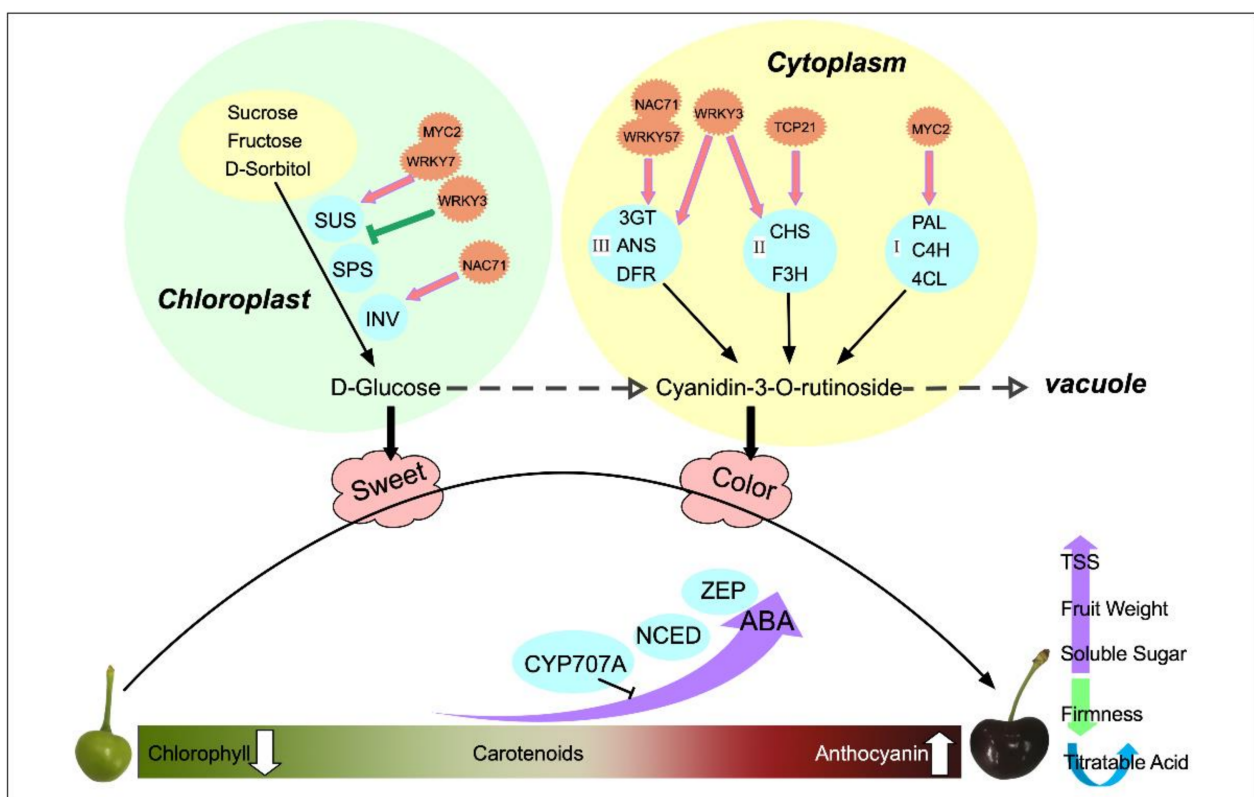 Cytoplasm
Sucrose
Fructose
D-Sorbitol
MYC2
WRKY7
WRKY3
SUS
SPS
NAC71
INV
Chloroplast
NAC71
WRKY57
WRKY3
TCP21
MYC2
III
3GT
ANS
DFR
II
CHS
F3H
I
PAL
C4H
4CL
D-Glucose
Cyanidin-3-O-rutinoside
vacuole
Sweet
Color
ZEP
ABA
NCED
CYP707A
TSS
Fruit Weight
Soluble Sugar
Firmness
Titratable Acid
Chlorophyll
Carotenoids
Anthocyanin